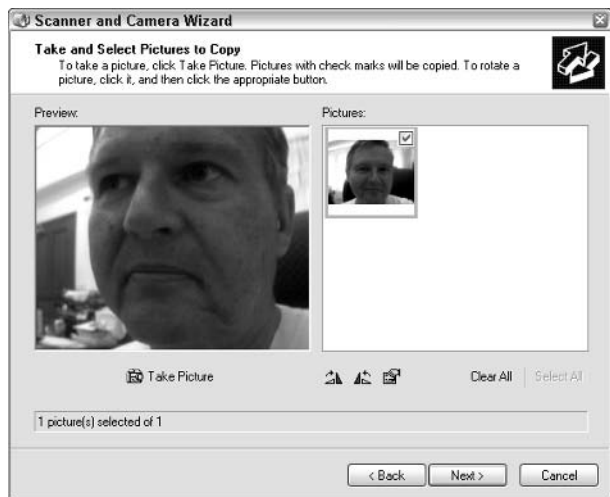 Scanner and Camera Wizard
Take and Select Pictures to Copy
To take a picture, click Take Picture. Pictures with check marks will be copied. To rotate a
picture, click it, and then click the appropriate button.
Preview:
Pictures:
Take Picture
Clear All
Select All
1 picture(s) selected of 1
< Back
Next >
Cancel